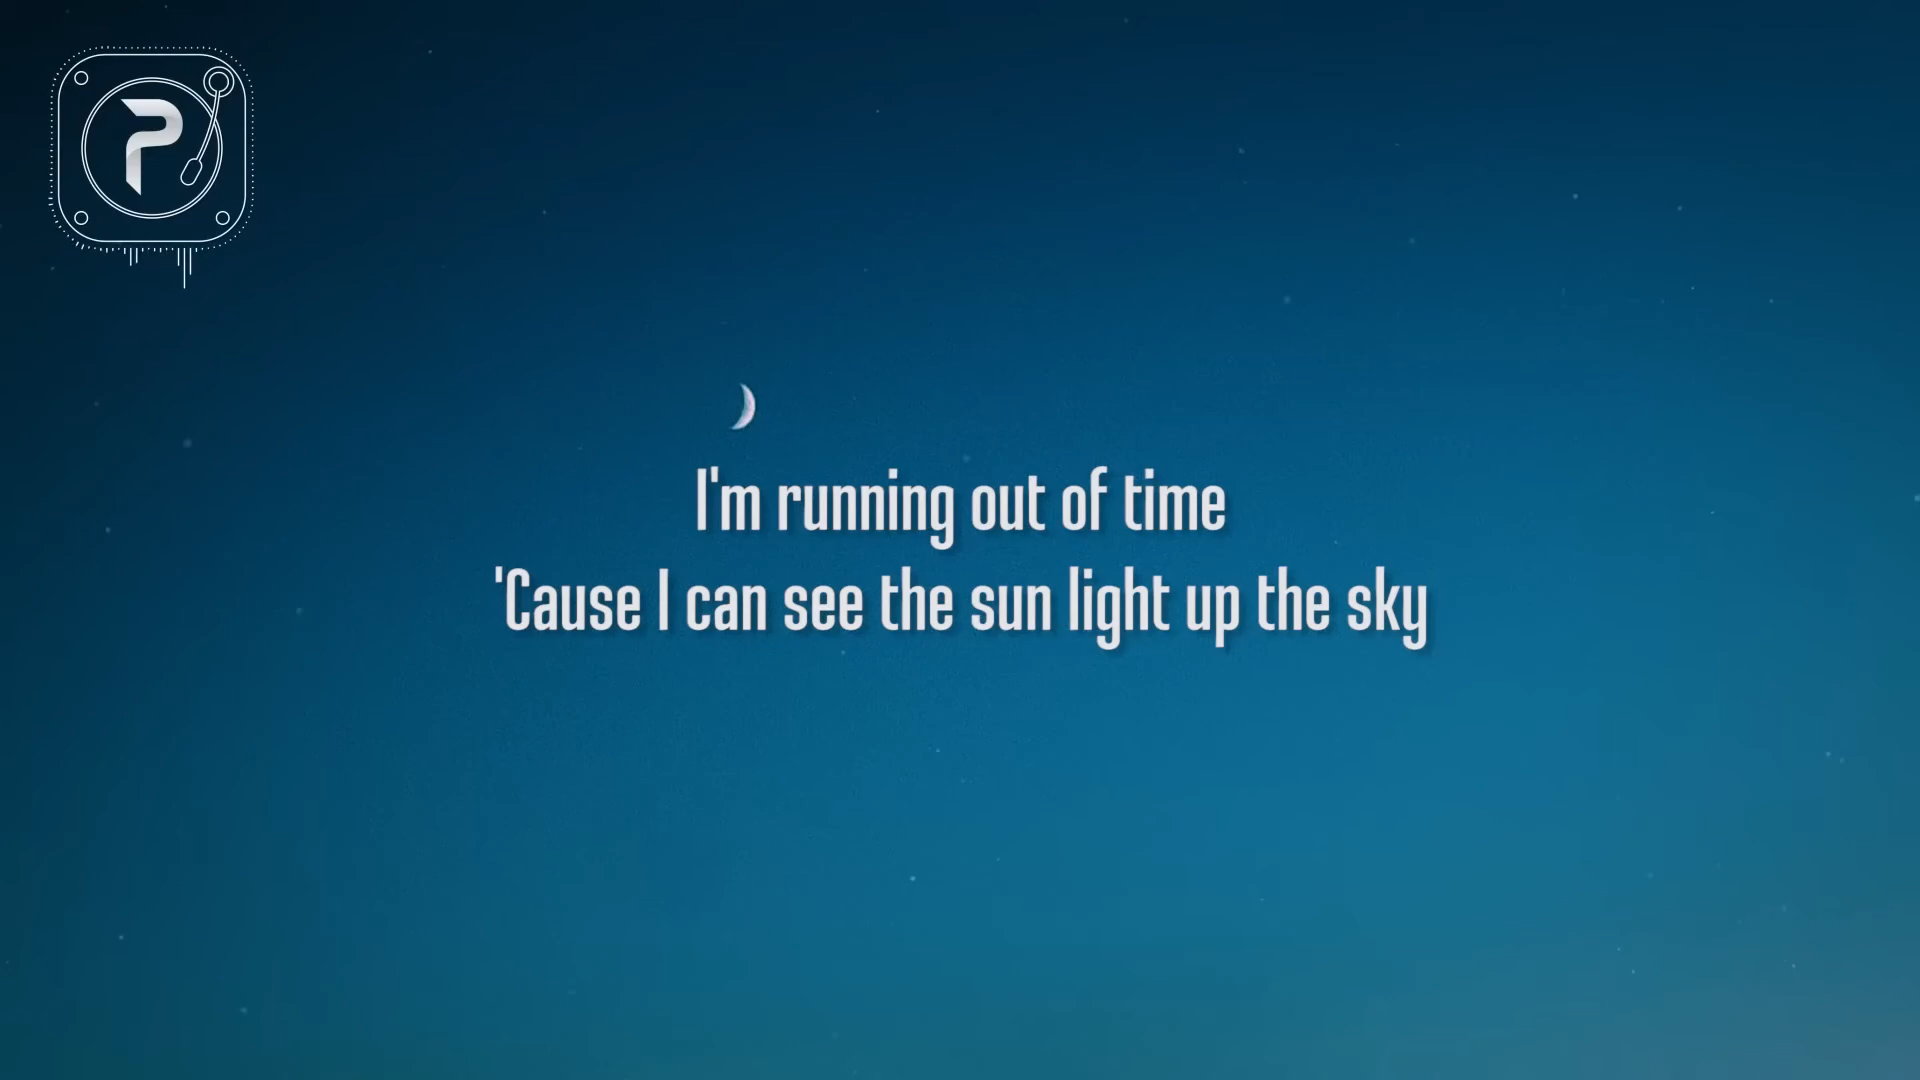 P
I'm running out of time
'Cause I can see the sun light up the sky